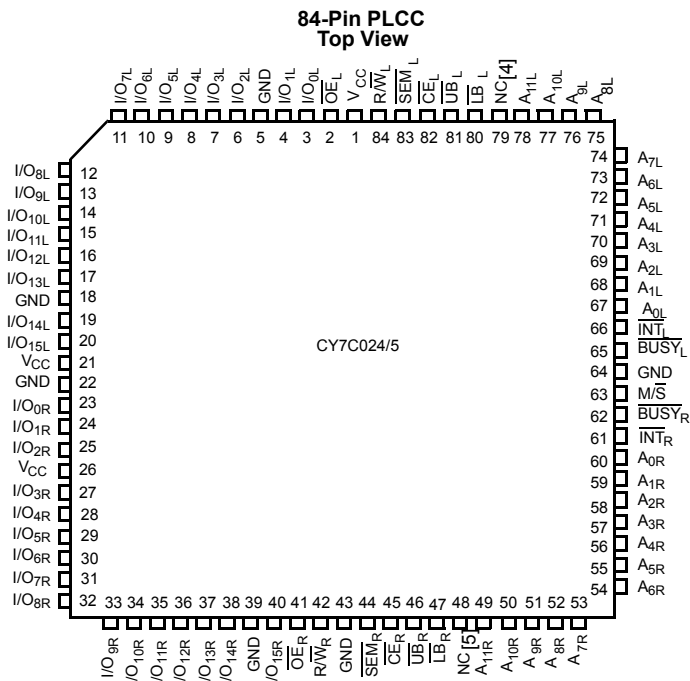 84-Pin PLCC
Top View
I/O7L I/O6L I/O5L I/O4L I/O3L I/O2L GND I/O1L I/O0L OEL VCC R/WL SEML CEL UBL LBL NC[4] A11L A10L A9L A8L
11 10 9 8 7 6 5 4 3 2 1 84 83 82 81 80 79 78 77 76 75
I/O8L 12
I/O9L 13
I/O10L 14
I/O11L 15
I/O12L 16
I/O13L 17
GND 18
I/O14L 19
I/O15L 20
VCC 21
GND 22
I/O0R 23
I/O1R 24
I/O2R 25
VCC 26
I/O3R 27
I/O4R 28
I/O5R 29
I/O6R 30
I/O7R 31
I/O8R 32
CY7C024/5
74 A7L
73 A6L
72 A5L
71 A4L
70 A3L
69 A2L
68 A1L
67 A0L
66 INTL
65 BUSYL
64 GND
63 M/S
62 BUSYR
61 INTR
60 A0R
59 A1R
58 A2R
57 A3R
56 A4R
55 A5R
54 A6R
33 34 35 36 37 38 39 40 41 42 43 44 45 46 47 48 49 50 51 52 53
I/O9R I/O10R I/O11R I/O12R I/O13R I/O14R GND I/O15R OER R/WR GND SEMR CER UBR LBR NC[5] A11R A10R A9R A8R A7R